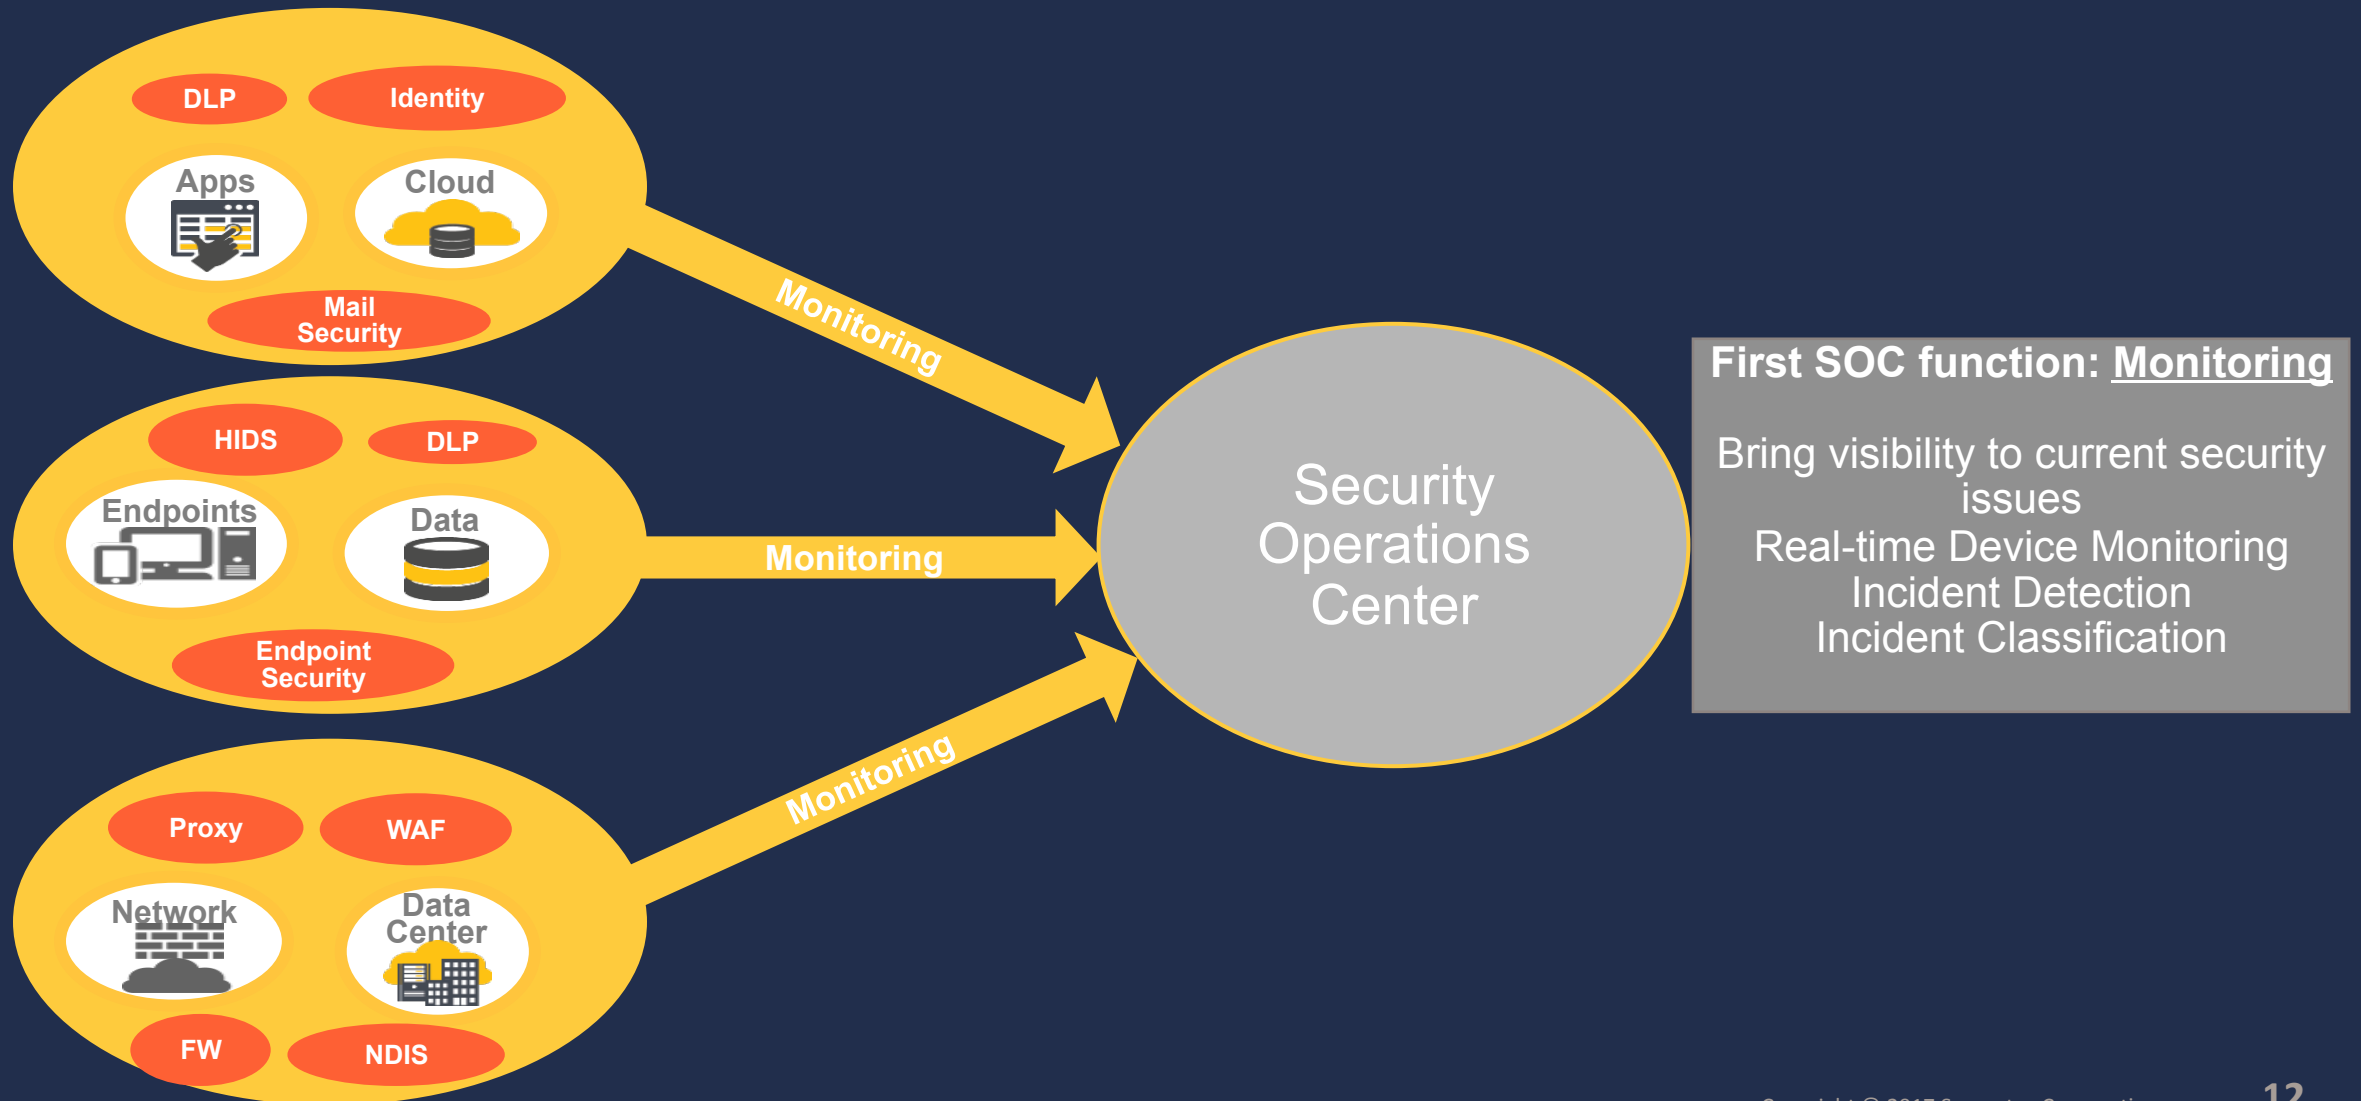 DLP
Identity
Apps
Cloud
Mail
Security
Monitoring
HIDS
DLP
Endpoints
Data
Endpoint
Security
Monitoring
Proxy
WAF
Network
Data
Center
FW
NDIS
Monitoring
Security
Operations
Center
First SOC function: Monitoring
Bring visibility to current security
issues
Real-time Device Monitoring
Incident Detection
Incident Classification
12